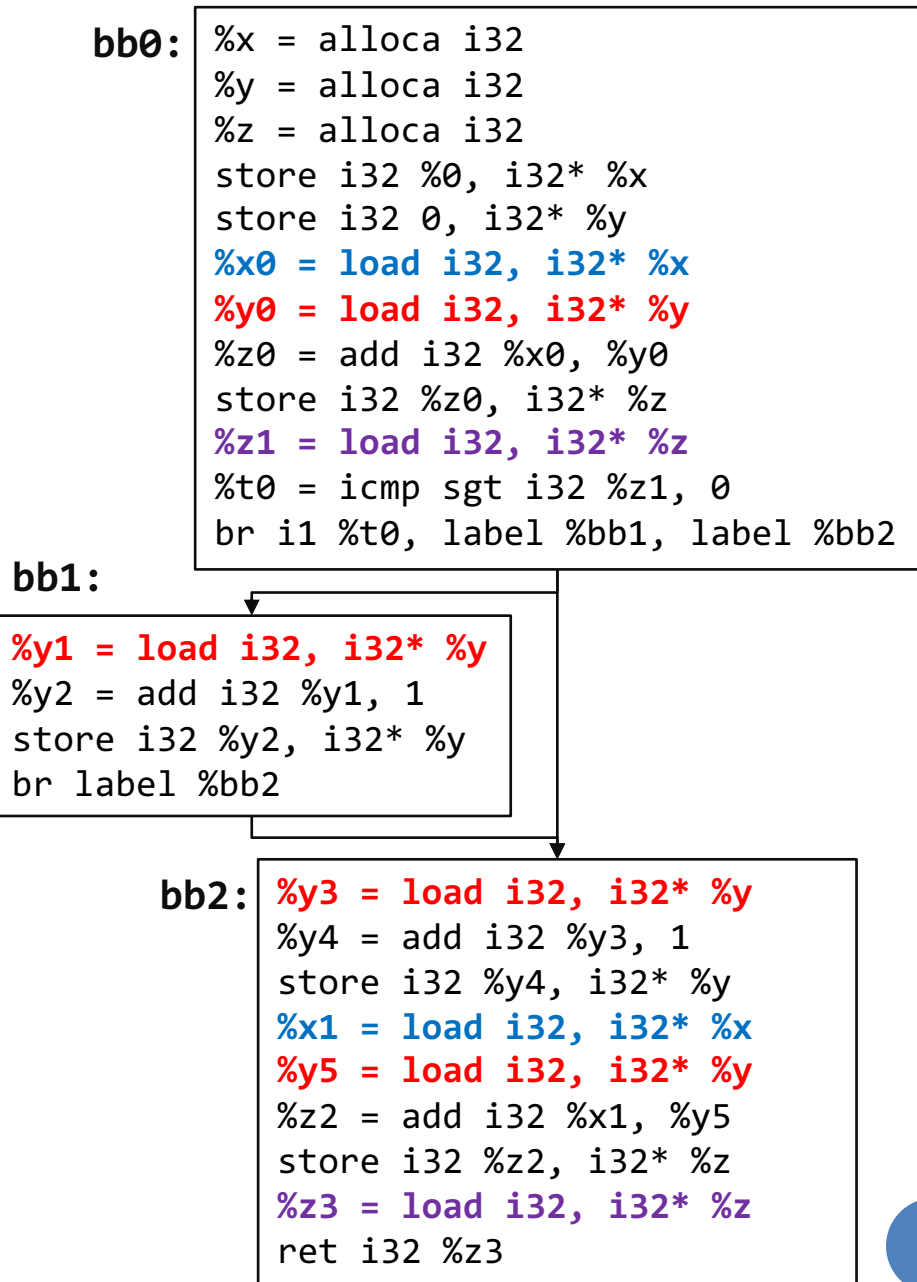 bb0:
%x = alloca i32
%y = alloca i32
%z = alloca i32
store i32 %0, i32* %x
store i32 0, i32* %y
%x0 = load i32, i32* %x
%y0 = load i32, i32* %y
%z0 = add i32 %x0, %y0
store i32 %z0, i32* %z
%z1 = load i32, i32* %z
%t0 = icmp sgt i32 %z1, 0
br i1 %t0, label %bb1, label %bb2
bb1:
%y1 = load i32, i32* %y
%y2 = add i32 %y1, 1
store i32 %y2, i32* %y
br label %bb2
bb2:
%y3 = load i32, i32* %y
%y4 = add i32 %y3, 1
store i32 %y4, i32* %y
%x1 = load i32, i32* %x
%y5 = load i32, i32* %y
%z2 = add i32 %x1, %y5
store i32 %z2, i32* %z
%z3 = load i32, i32* %z
ret i32 %z3